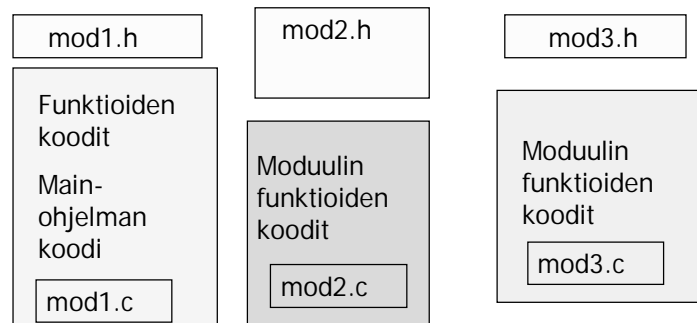 mod1.h
Funktioiden
koodit
Main-
ohjelman
koodi
mod1.c
mod2.h
Moduulin
funktioiden
koodit
mod2.c
mod3.h
Moduulin
funktioiden
koodit
mod3.c